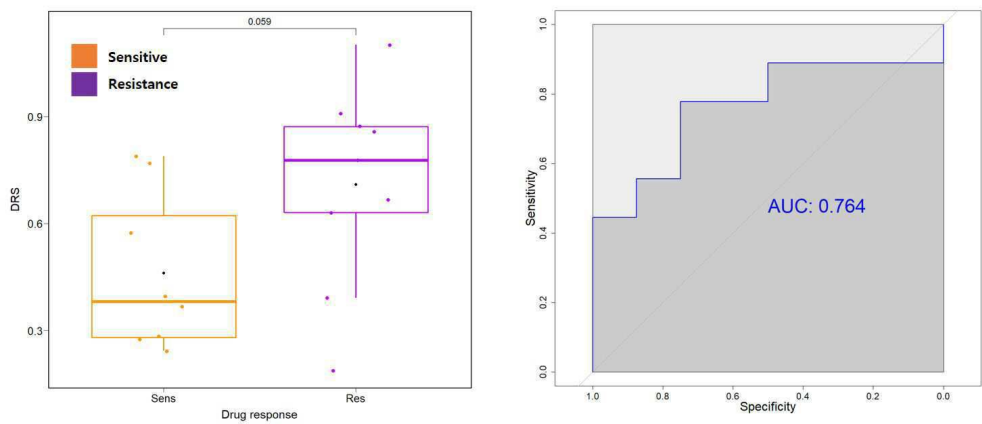 0.059
Sensitive
Resistance
0.9
0.6
0.3
DRS
Sens
Res
Drug response
1.0
0.8
0.6
0.4
0.2
0.0
Sensitivity
AUC: 0.764
1.0
0.8
0.6
0.4
0.2
0.0
Specificity